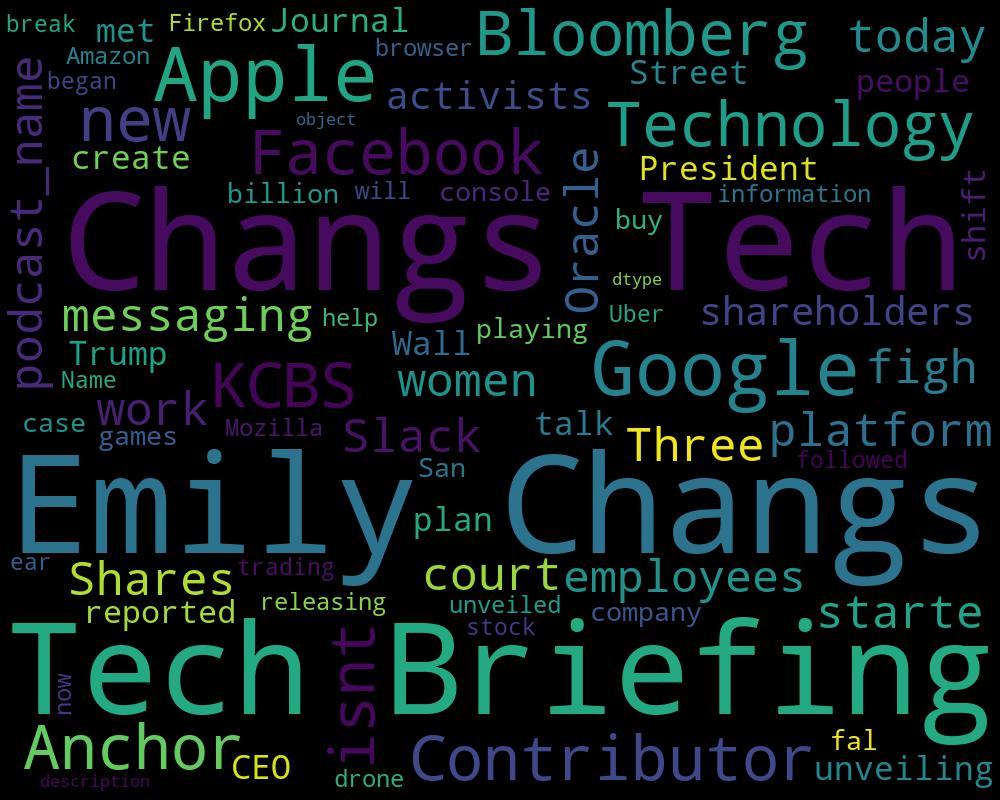 break met Firefox Journal Bloomberg today
Amazon browser Street people
began Apple activists
podcast_name new object Technology
create Facebook President
billion will console Oracle information shift
Changs Tech
buy
dtype
messaging help playing Uber shareholders
Trump Wall
Name KCBS women Google figh
work
case games Mozilla Slack talk Three platform
San followed
Emily Changs
plan
ear Shares trading court employees
reported releasing unveiled company starte
stock
Tech Briefing
now isnt
Anchor CEO Contributor fal
description drone unveiling